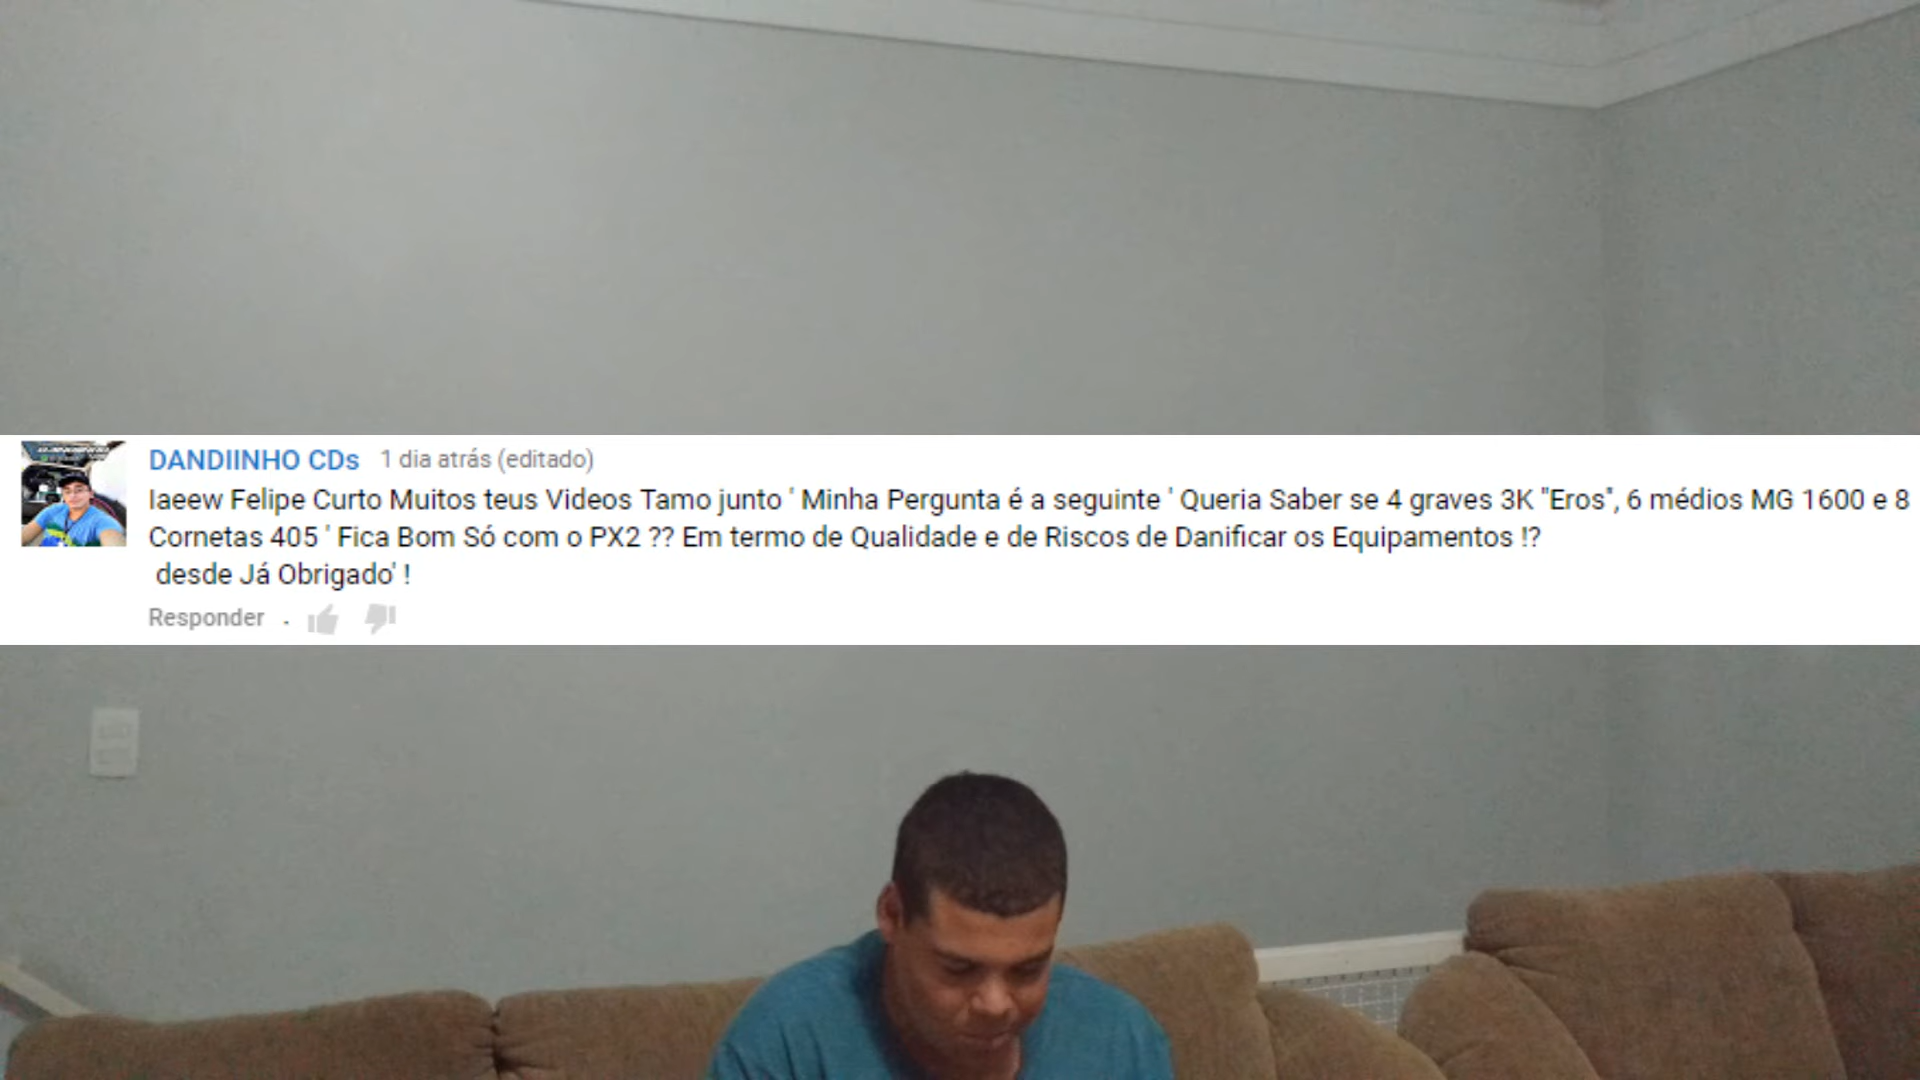 DANDIINHO CDs 1 dia atrás (editado)
Iaeew Felipe Curto Muitos teus Videos Tamo junto ' Minha Pergunta é a seguinte ' Queria Saber se 4 graves 3K "Eros", 6 médios MG 1600 e 8
Cornetas 405 ' Fica Bom Só com o PX2 ?? Em termo de Qualidade e de Riscos de Danificar os Equipamentos !?
desde Já Obrigado' !
Responder .